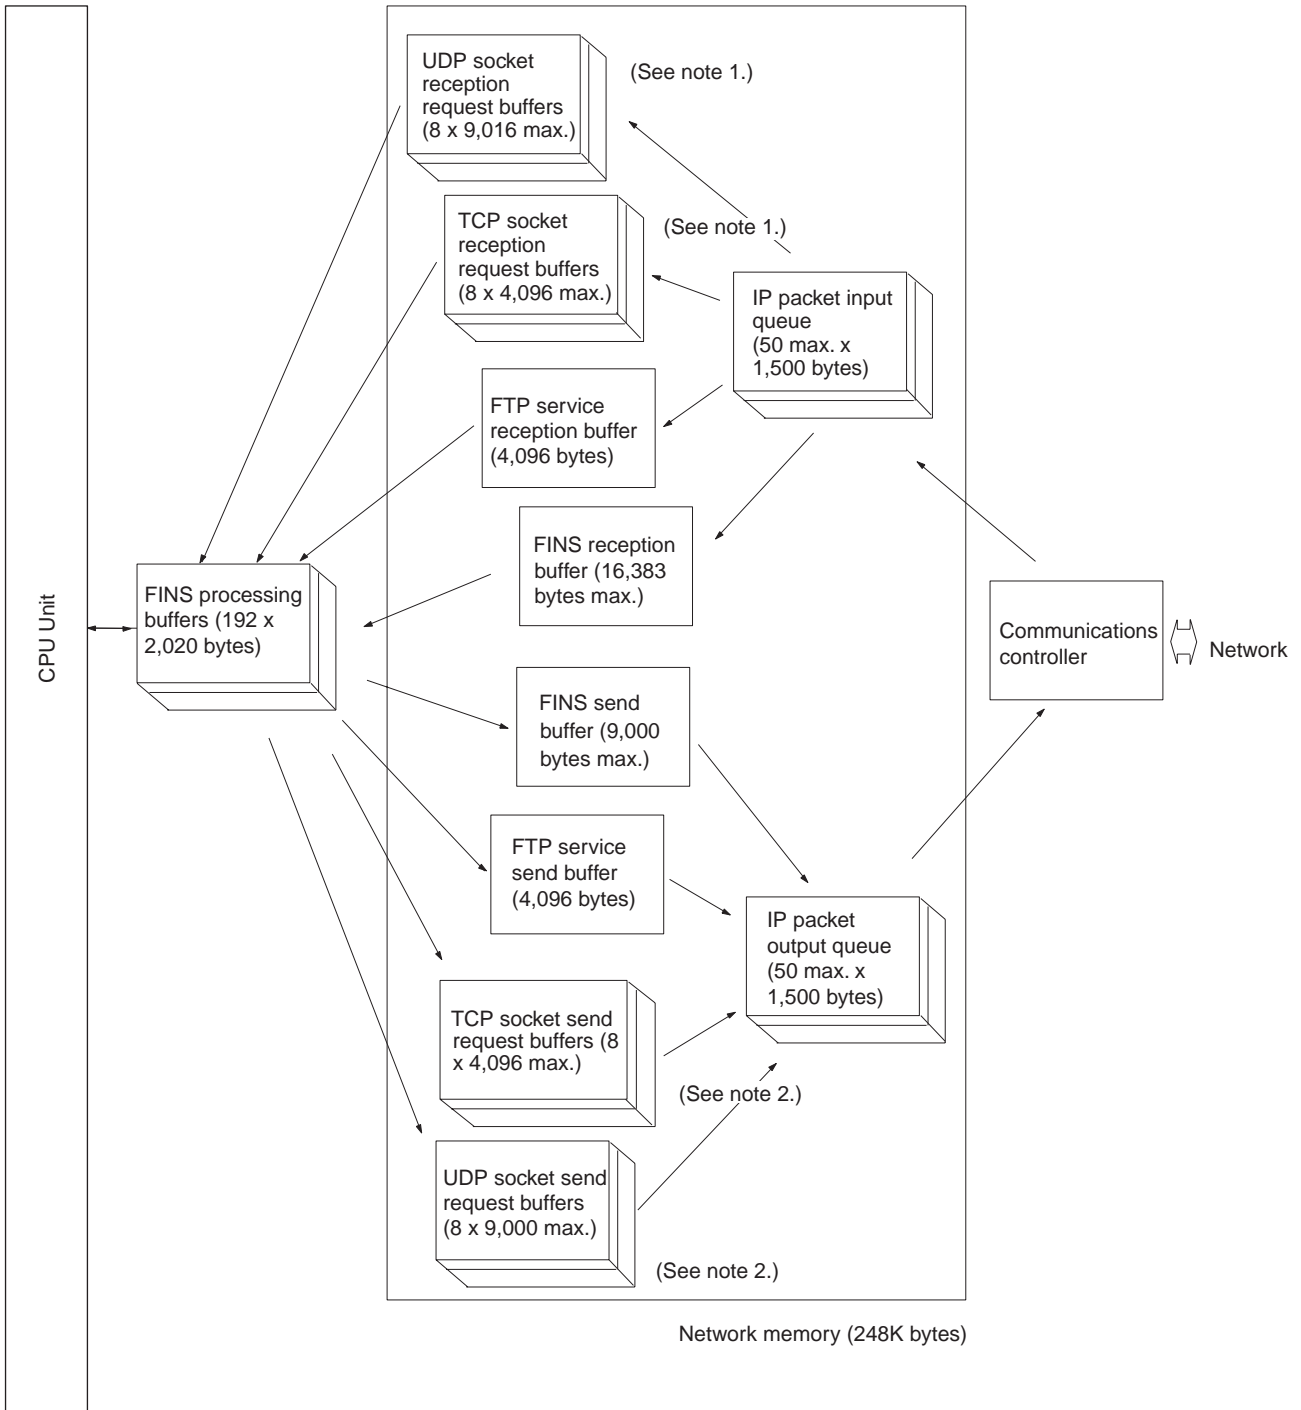 UDP socket
reception
request buffers
(8 x 9,016 max.)
(See note 1.)
TCP socket
reception
request buffers
(8 x 4,096 max.)
(See note 1.)
IP packet input
queue
(50 max. x
1,500 bytes)
FTP service
reception buffer
(4,096 bytes)
FINS reception
buffer (16,383
bytes max.)
CPU Unit
FINS processing
buffers (192 x
2,020 bytes)
Communications
controller
Network
FINS send
buffer (9,000
bytes max.)
FTP service
send buffer
(4,096 bytes)
IP packet
output queue
(50 max. x
1,500 bytes)
TCP socket send
request buffers (8
x 4,096 max.)
(See note 2.)
UDP socket send
request buffers
(8 x 9,000 max.)
(See note 2.)
Network memory (248K bytes)